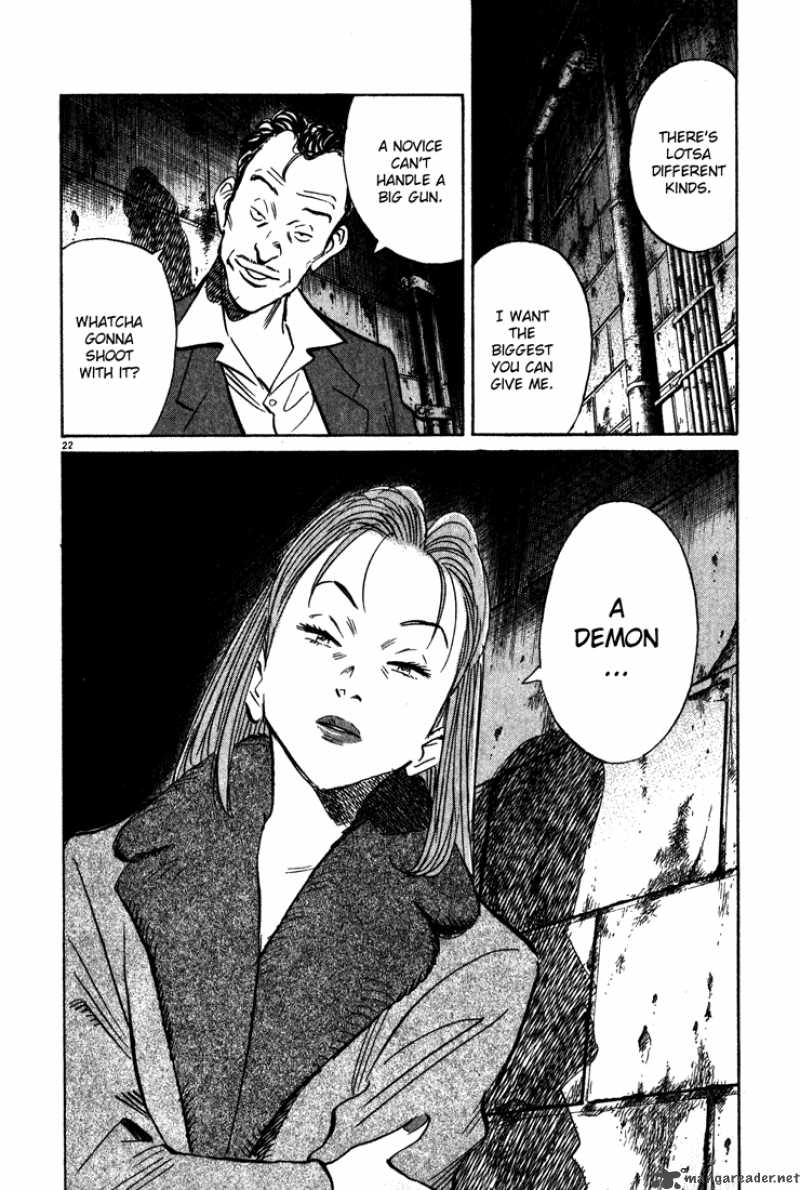 THERE'S
LOTSA
DIFFERENT
KINDS.
I WANT
THE
BIGGEST
YOU CAN
GIVE ME.
A NOVICE
CAN'T
HANDLE A
BIG GUN.
WHATCHA
GONNA
SHOOT
WITH IT?
22
A
DEMON
...
mangareader.net